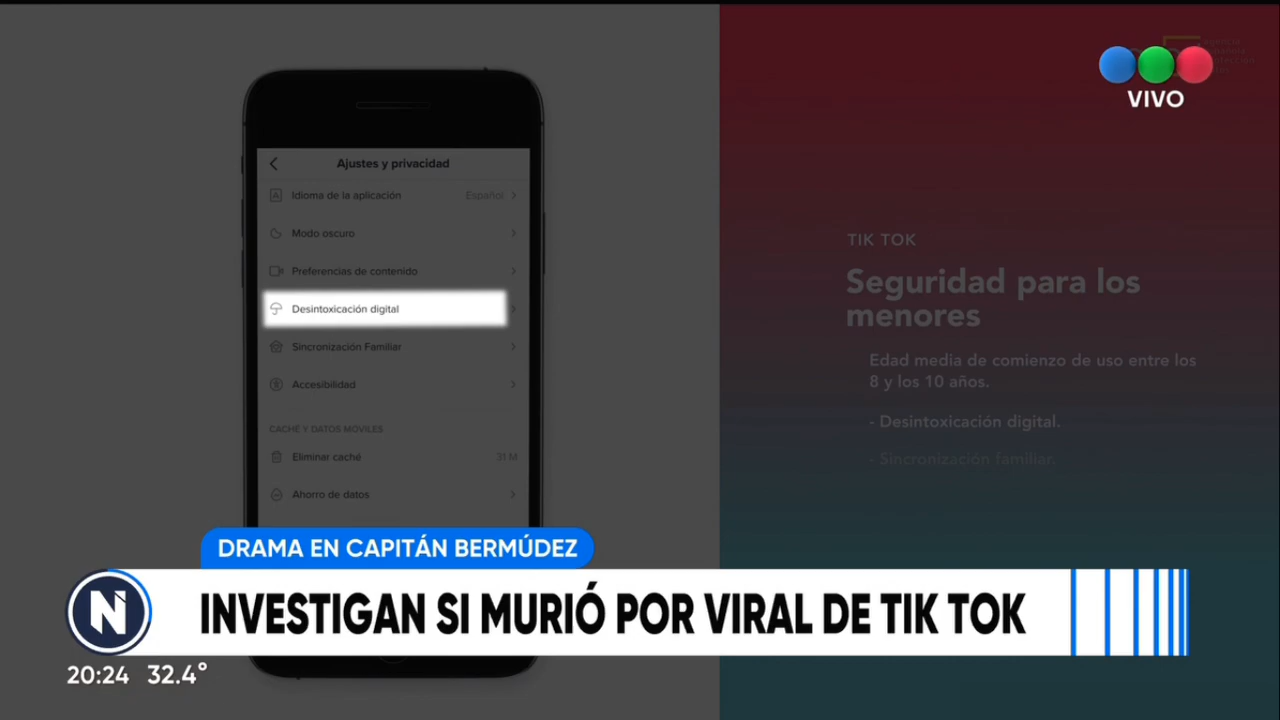 VIVO
Ajustes y privacidad
Idioma de la aplicación Español
Modo oscuro
Preferencias de contenido
Desintoxicación digital
Sincronización Familiar
Accesibilidad
CACHÉ Y DATOS MOVILES
Eliminar caché 31 M
Ahorro de datos
TIK TOK
Seguridad para los
menores
Edad media de comienzo de uso entre los
8 y los 10 años.
- Desintoxicación digital.
- Sincronización familiar.
DRAMA EN CAPITÁN BERMÚDEZ
N
INVESTIGAN SI MURIÓ POR VIRAL DE TIK TOK
20:24 32.4°